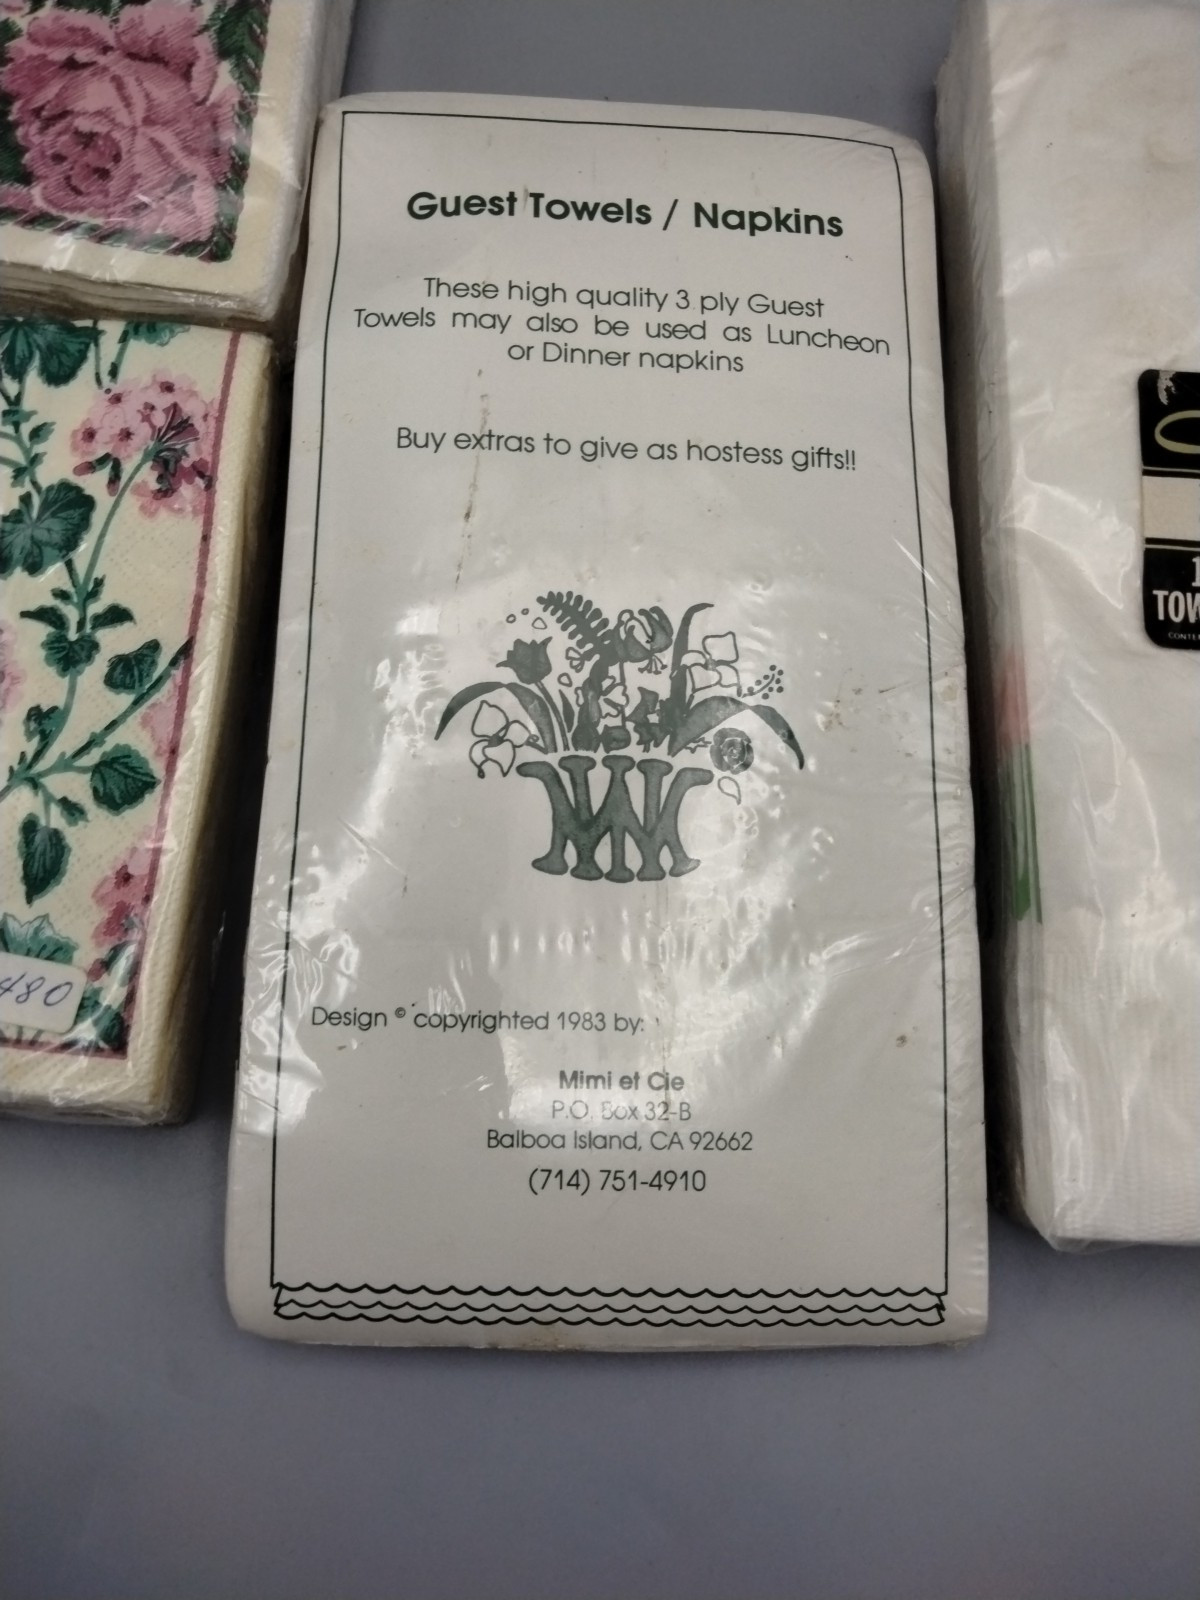 Guest Towels / Napkins
These high quality 3 ply Guest
Towels may also be used as Luncheon
or Dinner napkins
Buy extras to give as hostess gifts!!
Design © copyrighted 1983 by:
Mimi et Cie
P.O. Box 32-B
Balboa Island, CA 92662
(714) 751-4910
480